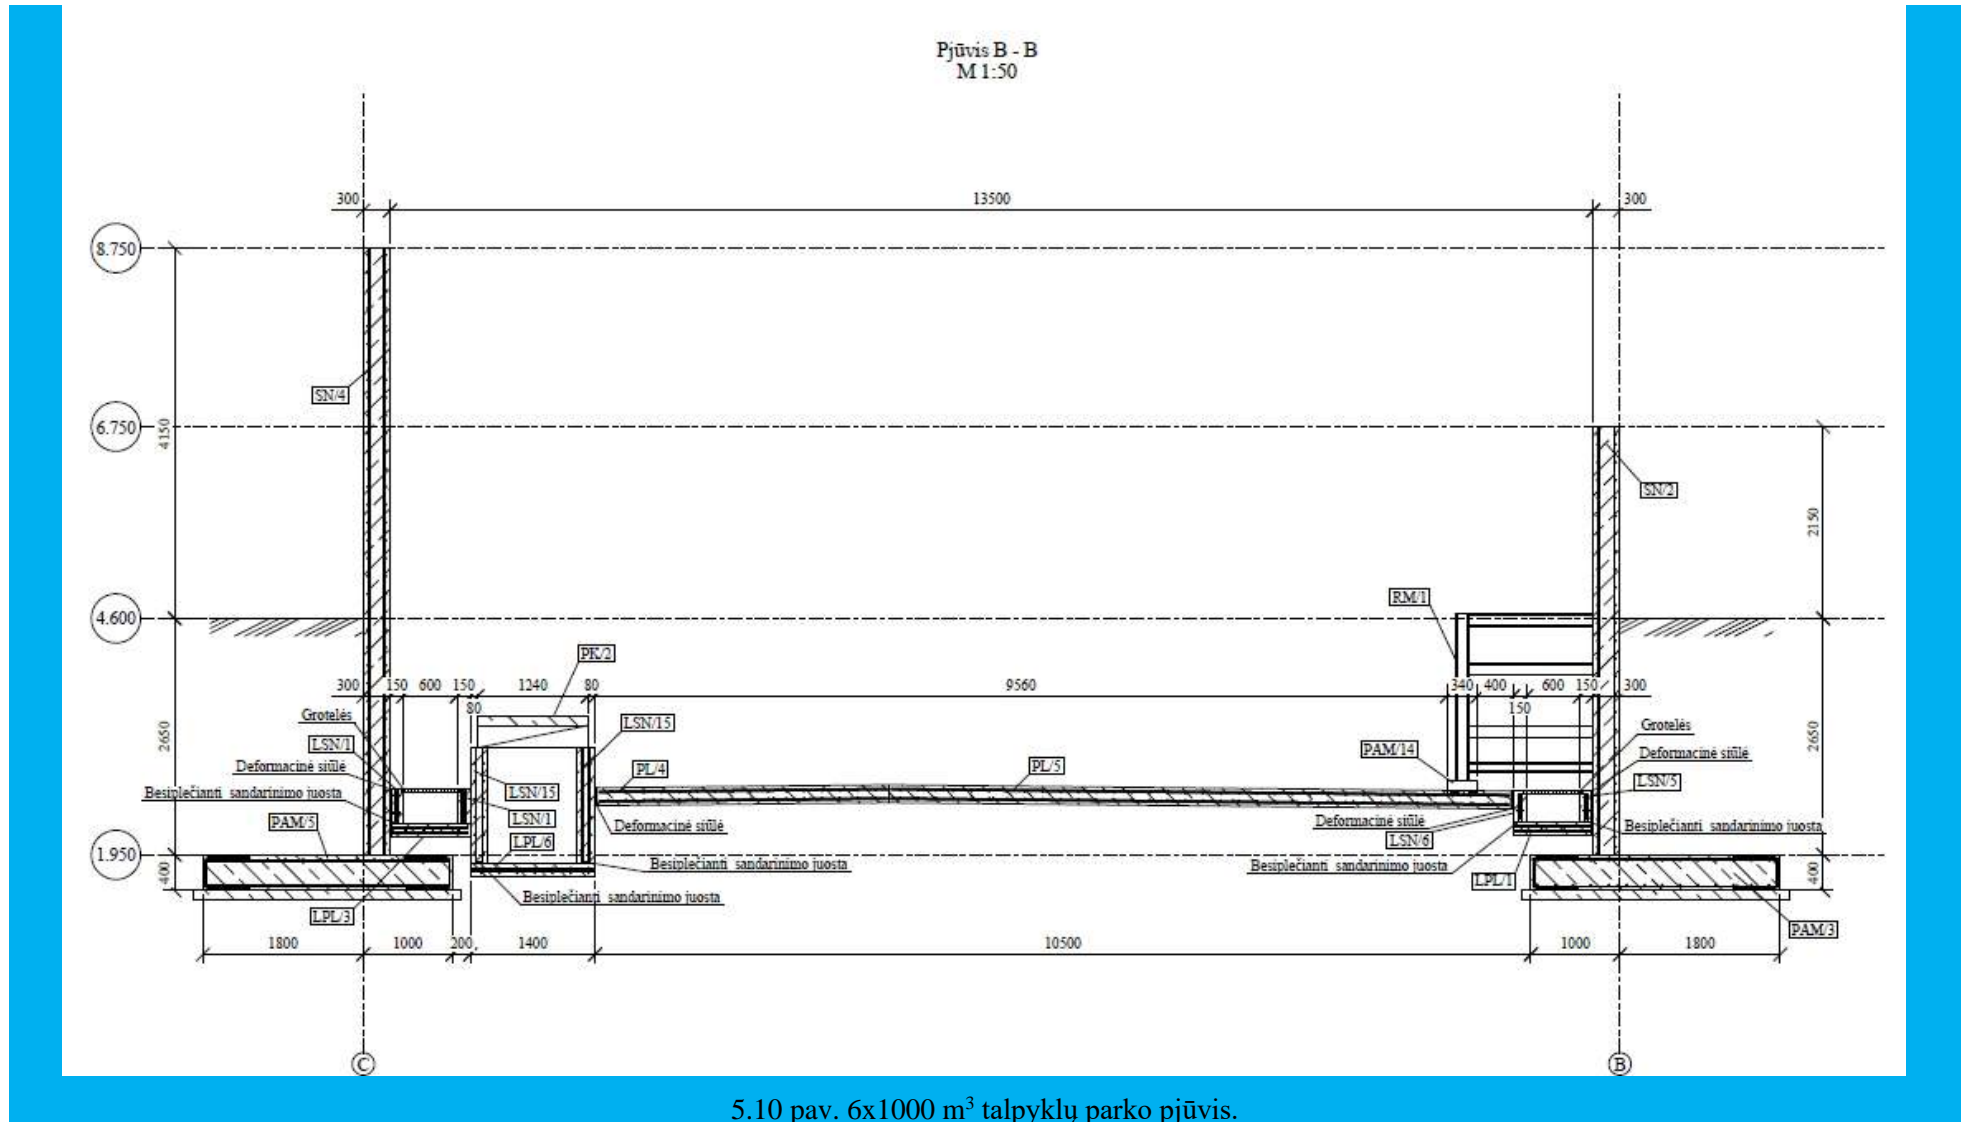 Pjūvis B - B
M 1:50
300
13500
300
8.750
SN/4
6.750
4150
SN/2
2150
RM/1
4.600
PK/2
300
150
600
150
1240
80
9560
340
400
600
150
300
80
150
Grotelės
LSN/15
Grotelės
LSN/1
PAM/14
Deformacinė siūlė
2650
2650
Deformacinė siūlė
PL/4
PL/5
LSN/5
Besiplečianti sandarinimo juosta
LSN/15
PAM/5
LSN/1
Deformacinė siūlė
Deformacinė siūlė
Besiplečianti sandarinimo juosta
LPL/6
LSN/6
1.950
Besiplečianti sandarinimo juosta
Besiplečianti sandarinimo juosta
400
LPL/1
400
Besiplečianti sandarinimo juosta
LPL/3
PAM/3
1800
1000
200
1400
10500
1000
1800
C
B
5.10 pav. 6x1000 m³ talpyklų parko pjūvis.